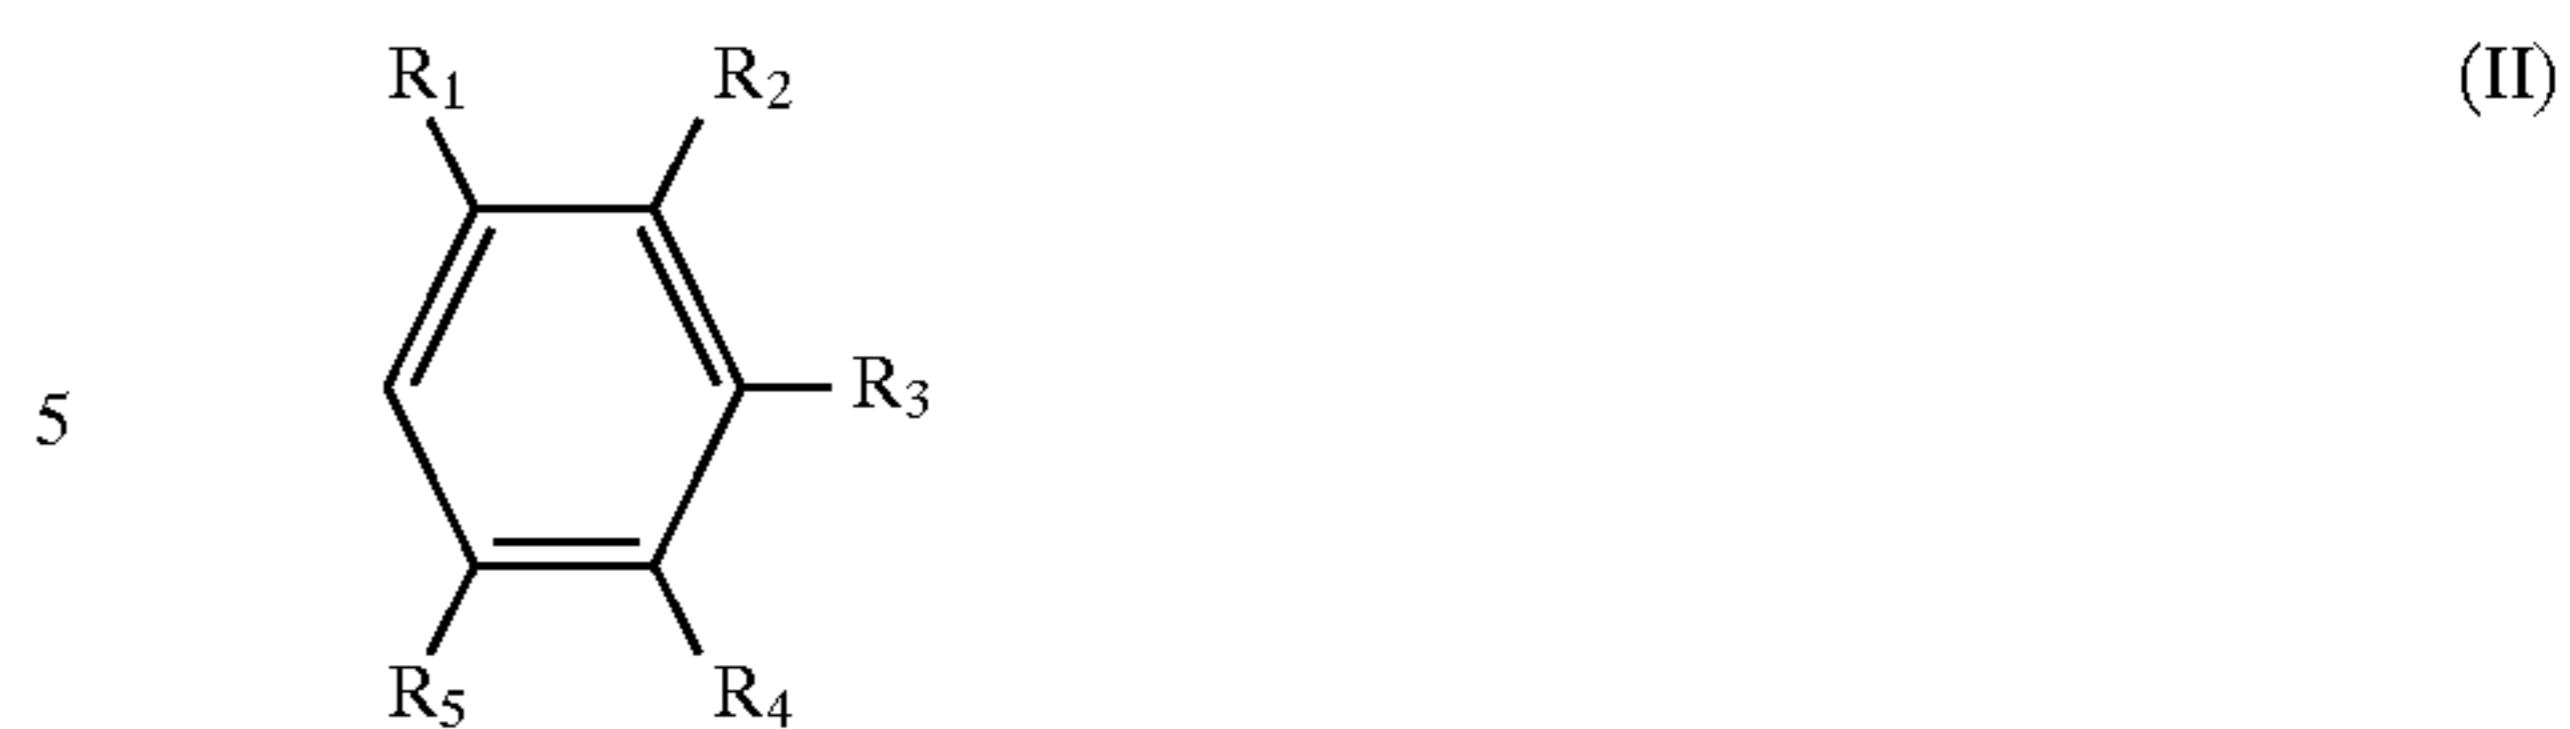 R₁ R₂ (II)
5 R₃
R₅ R₄